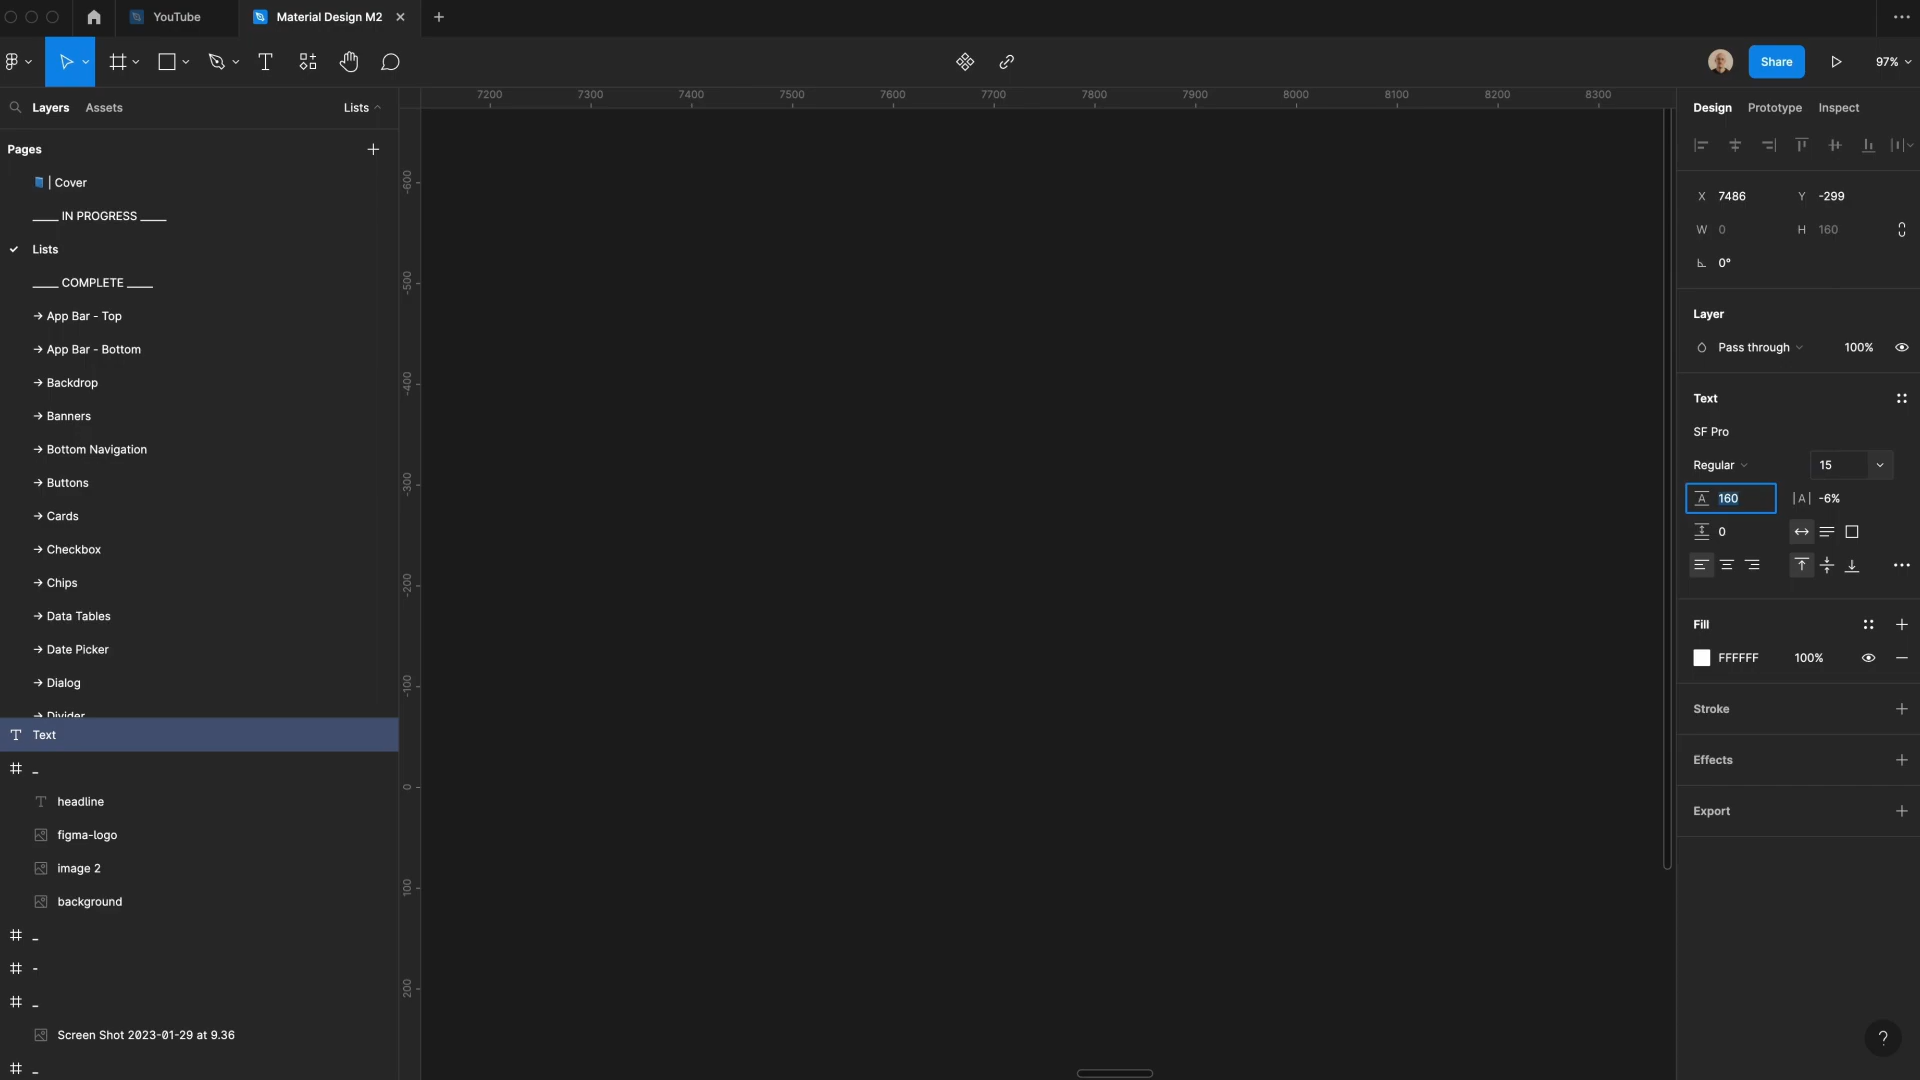 YouTube
Material Design M2
Share
97%
Layers
Assets
Lists
7200
7300
7400
7500
7600
7700
7800
7900
8000
8100
8200
8300
Design
Prototype
Inspect
Pages
| Cover
____ IN PROGRESS ____
Lists
____ COMPLETE ____
→ App Bar - Top
→ App Bar - Bottom
→ Backdrop
→ Banners
→ Bottom Navigation
→ Buttons
→ Cards
→ Checkbox
→ Chips
→ Data Tables
→ Date Picker
→ Dialog
→ Divider
Text
_
headline
figma-logo
image 2
background
_
-
_
Screen Shot 2023-01-29 at 9.36
_
-600
-500
-400
-300
-200
-100
0
100
200
X 7486 Y -299
W 0 H 160
0°
Layer
Pass through 100%
Text
SF Pro
Regular 15
A 160 |A| -6%
0
Fill
FFFFFF 100%
Stroke
Effects
Export
?